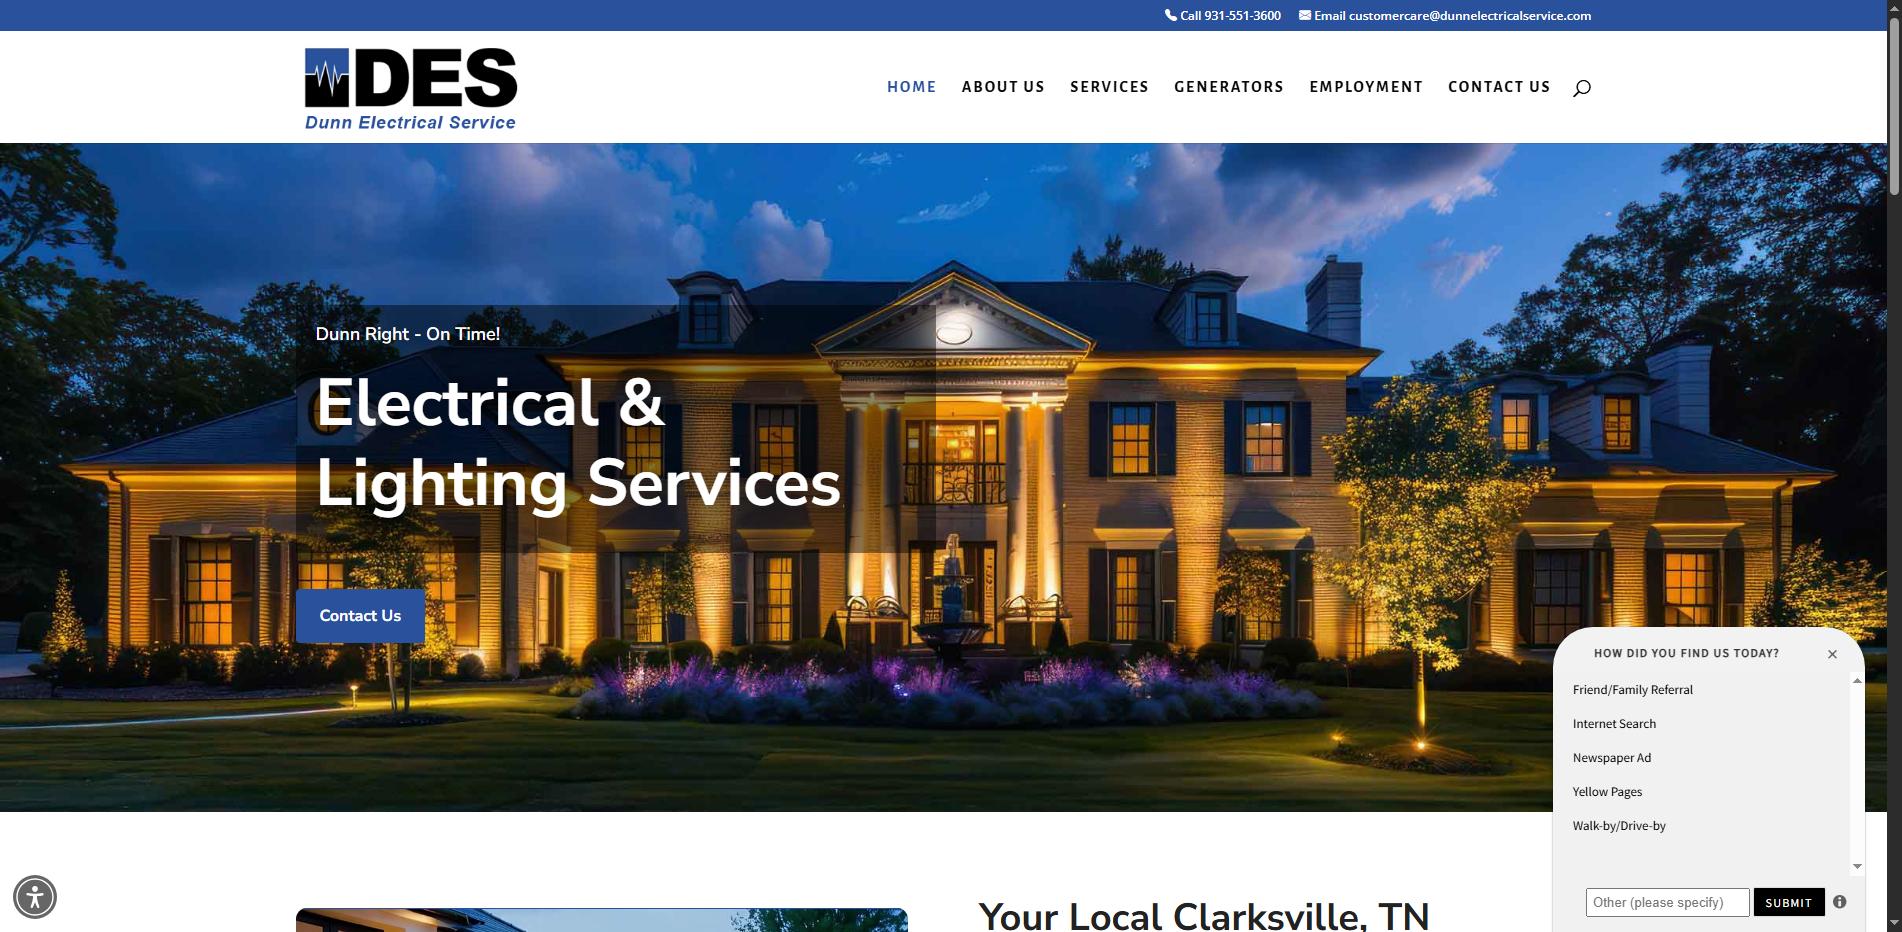 Call 931-551-3600 Email customercare@dunnelectricalservice.com
DES
Dunn Electrical Service
HOME ABOUT US SERVICES GENERATORS EMPLOYMENT CONTACT US
Dunn Right - On Time!
Electrical &
Lighting Services
Contact Us
HOW DID YOU FIND US TODAY?
Friend/Family Referral
Internet Search
Newspaper Ad
Yellow Pages
Walk-by/Drive-by
Other (please specify) SUBMIT
Your Local Clarksville, TN